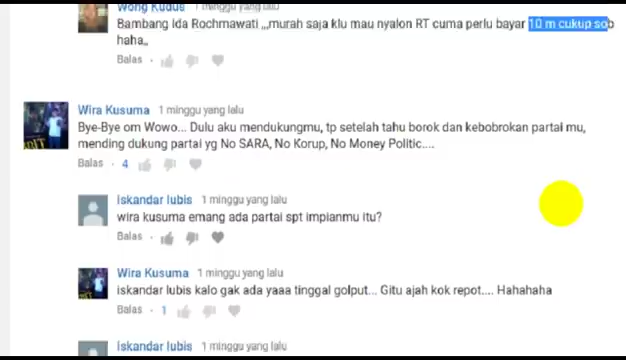 Wong Kudus 1 minggu yang lalu
Bambang Ida Rochmawati ,,,murah saja klu mau nyalon RT cuma perlu bayar 10 m cukup sob
haha,,
Balas
Wira Kusuma 1 minggu yang lalu
Bye-Bye om Wowo... Dulu aku mendukungmu, tp setelah tahu borok dan kebobrokan partai mu,
mending dukung partai yg No SARA, No Korup, No Money Politic....
Balas · 4
Iskandar lubis 1 minggu yang lalu
wira kusuma emang ada partai spt impianmu itu?
Balas ·
Wira Kusuma 1 minggu yang lalu
iskandar lubis kalo gak ada yaaa tinggal golput... Gitu ajah kok repot.... Hahahaha
Balas · 1
Iskandar lubis 1 minggu yang lalu